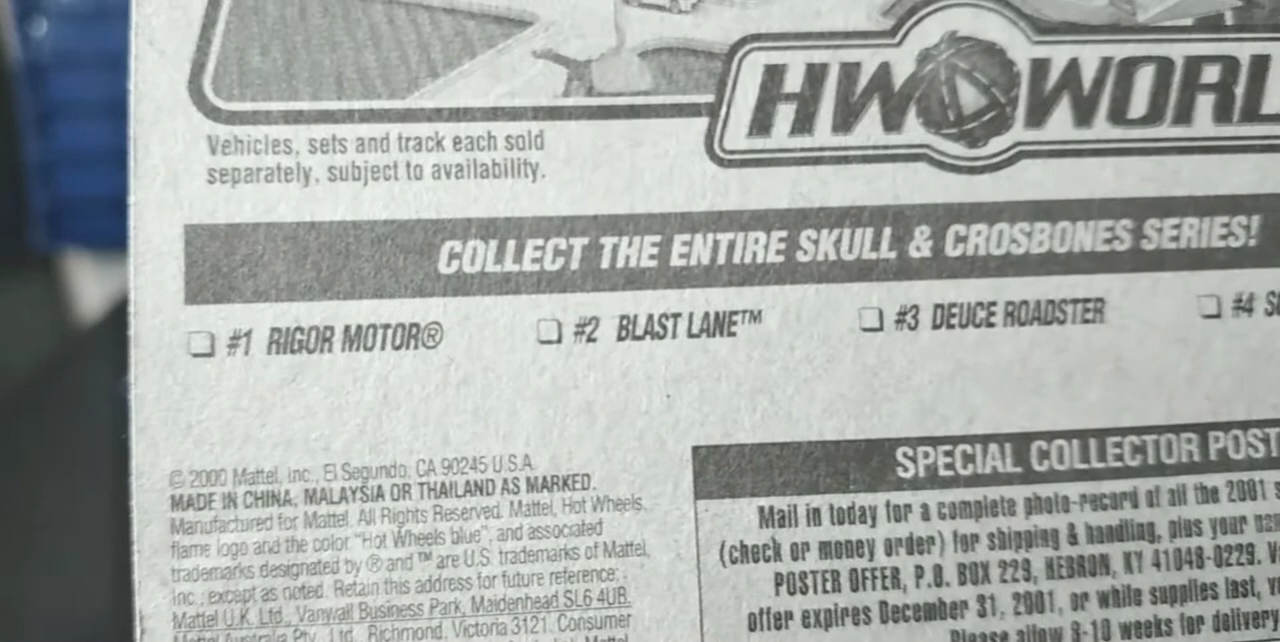 HW WORL
Vehicles, sets and track each sold
separately, subject to availability.
COLLECT THE ENTIRE SKULL & CROSBONES SERIES!
#1 RIGOR MOTOR®
#2 BLAST LANE™
#3 DEUCE ROADSTER
#4 S
© 2000 Mattel, Inc., El Segundo, CA 90245 U.S.A.
MADE IN CHINA, MALAYSIA OR THAILAND AS MARKED.
Manufactured for Mattel. All Rights Reserved. Mattel, Hot Wheels,
flame logo and the color "Hot Wheels blue", and associated
trademarks designated by ® and ™ are U.S. trademarks of Mattel,
Inc., except as noted. Retain this address for future reference:
Mattel U.K. Ltd., Vanwall Business Park, Maidenhead SL6 4UB.
Mattel Australia Pty., Ltd., Richmond, Victoria 3121. Consumer
Mattel
SPECIAL COLLECTOR POST
Mail in today for a complete photo-record of all the 2001 s
(check or money order) for shipping & handling, plus your na
POSTER OFFER, P.O. BOX 229, HEBRON, KY 41048-0229. V
offer expires December 31, 2001, or while supplies last,
Please allow 8-10 weeks for delivery